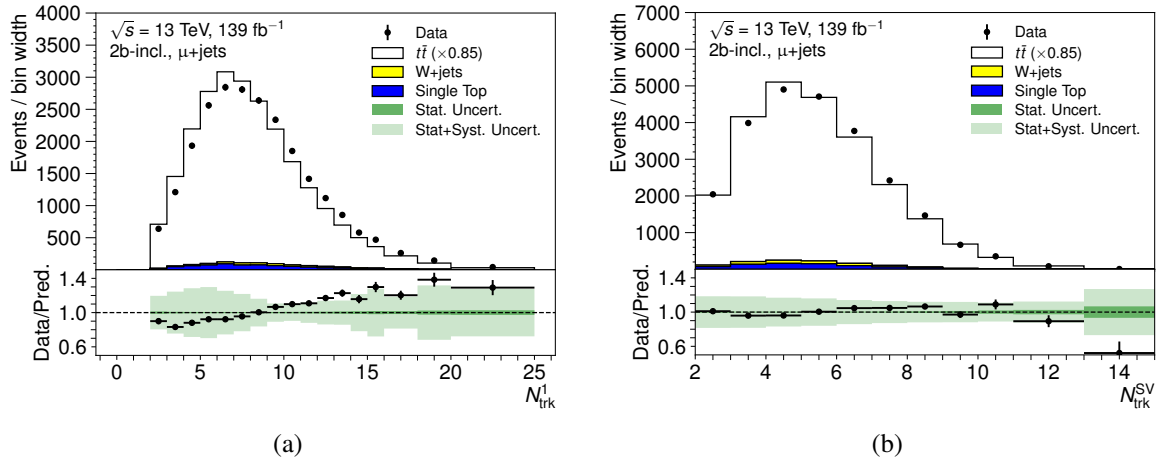 4000
3500
3000
2500
2000
1500
1000
500
Events / bin width
√s = 13 TeV, 139 fb⁻¹
2b-incl., μ+jets
Data
tt̄ (×0.85)
W+jets
Single Top
Stat. Uncert.
Stat+Syst. Uncert.
1.4
1.0
0.6
Data/Pred.
0 5 10 15 20 25
N¹trk
(a)
7000
6000
5000
4000
3000
2000
1000
Events / bin width
√s = 13 TeV, 139 fb⁻¹
2b-incl., μ+jets
Data
tt̄ (×0.85)
W+jets
Single Top
Stat. Uncert.
Stat+Syst. Uncert.
1.4
1.0
0.6
Data/Pred.
2 4 6 8 10 12 14
N^SV trk
(b)